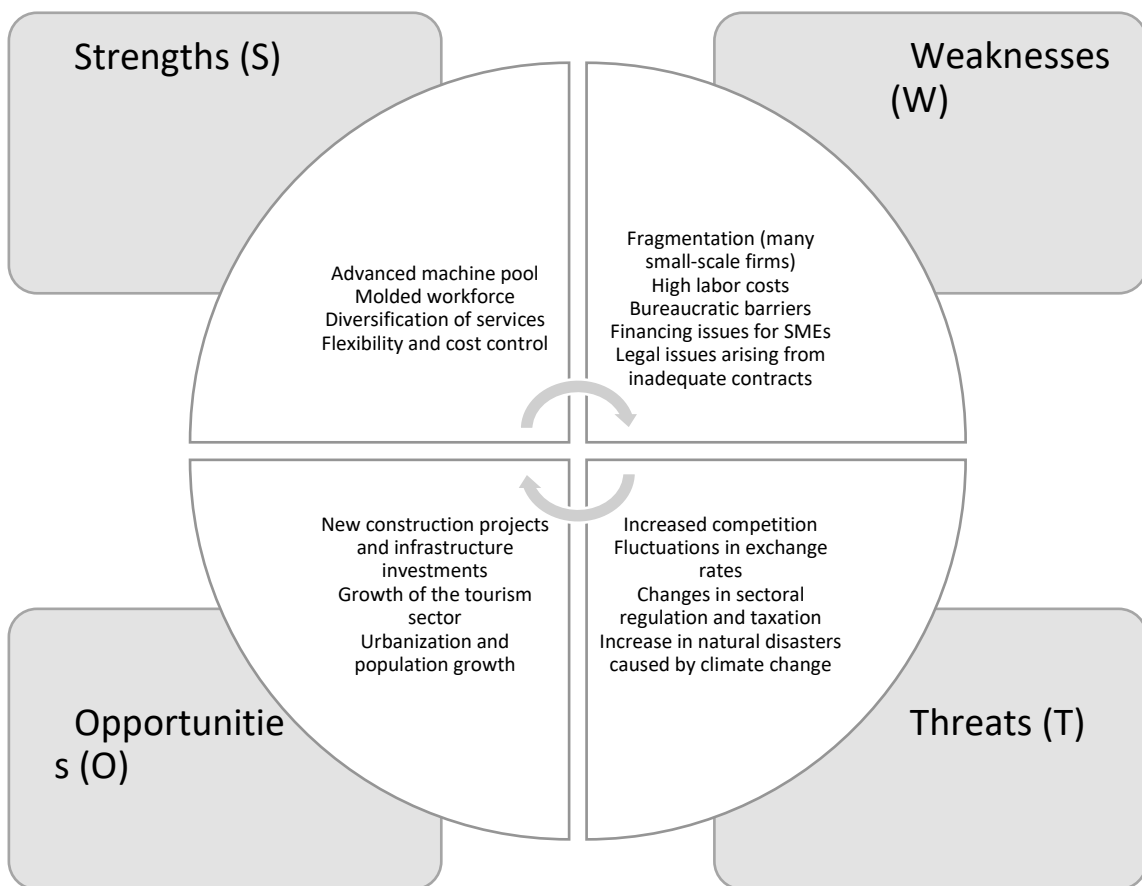 Strengths (S)
Advanced machine pool
Molded workforce
Diversification of services
Flexibility and cost control
Weaknesses
(W)
Fragmentation (many
small-scale firms)
High labor costs
Bureaucratic barriers
Financing issues for SMEs
Legal issues arising from
inadequate contracts
New construction projects
and infrastructure
investments
Growth of the tourism
sector
Urbanization and
population growth
Opportunitie
s (O)
Increased competition
Fluctuations in exchange
rates
Changes in sectoral
regulation and taxation
Increase in natural disasters
caused by climate change
Threats (T)